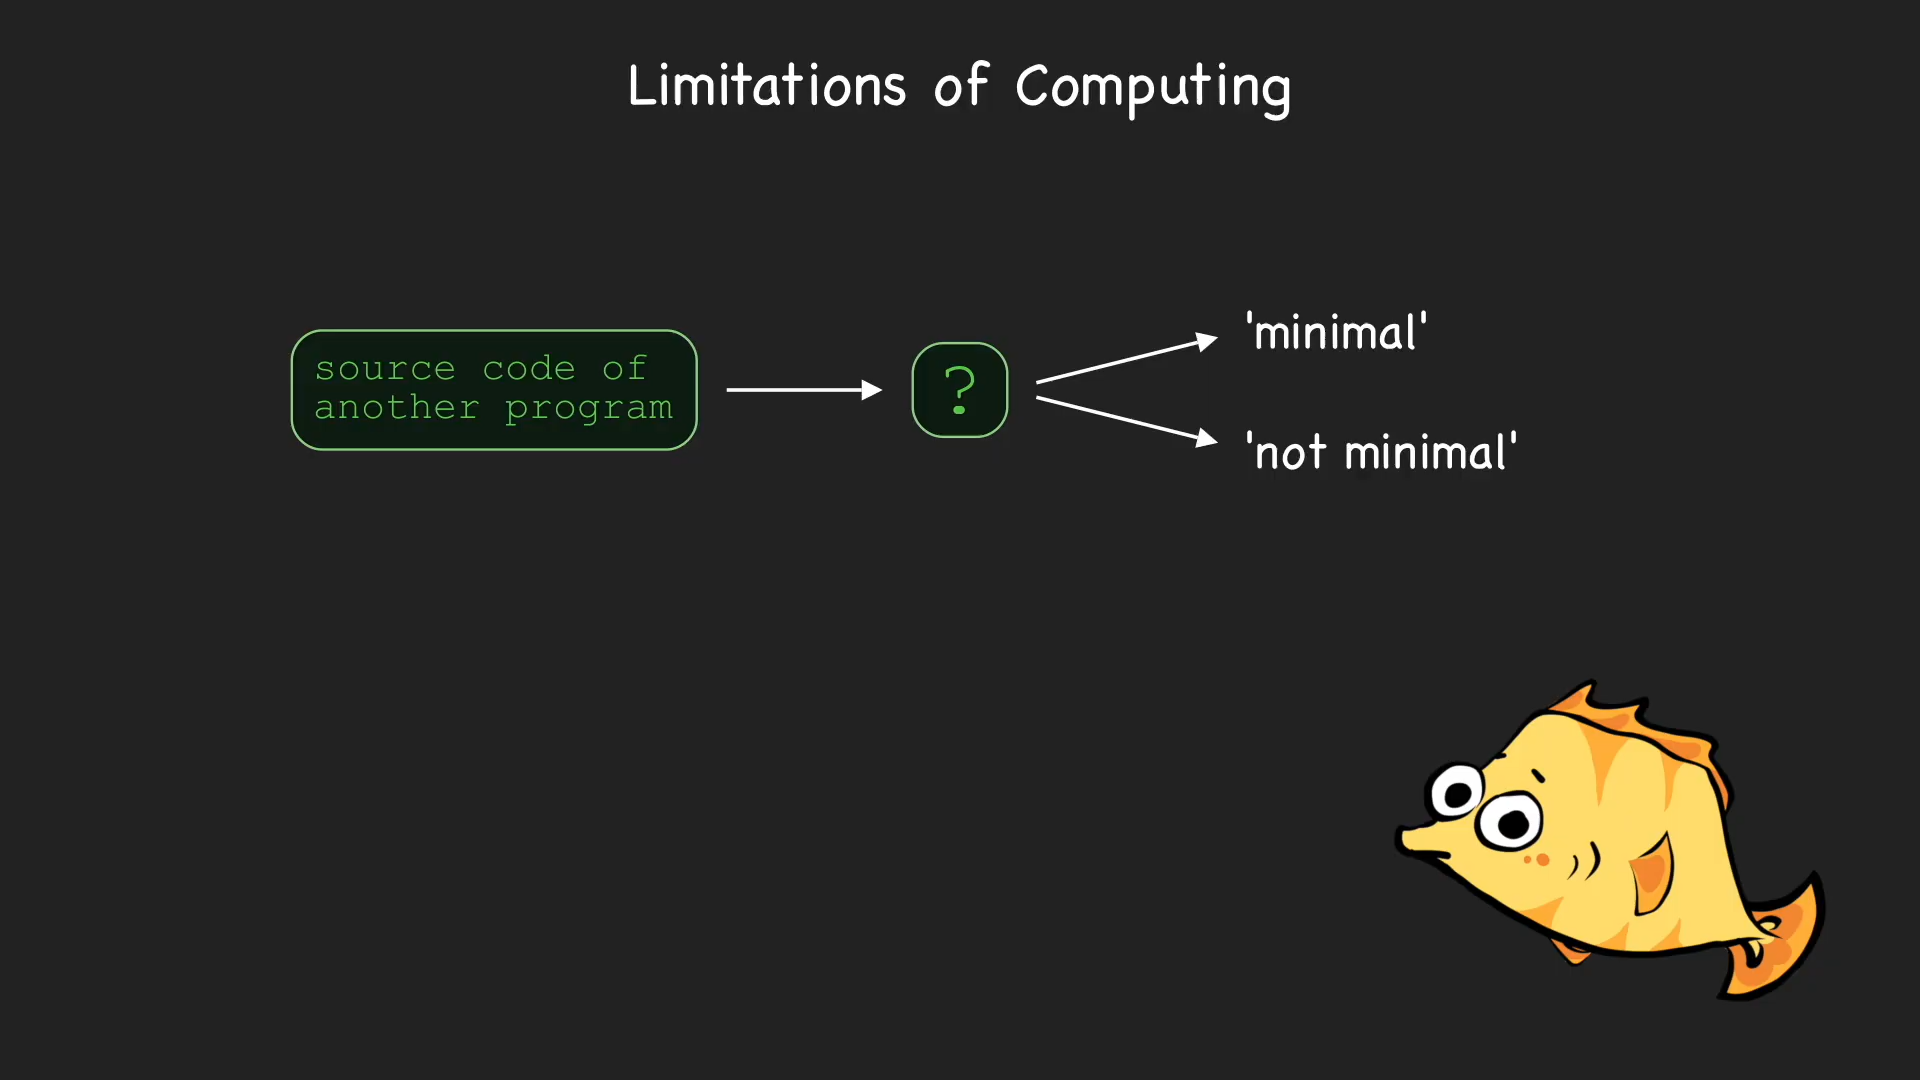 Limitations of Computing
source code of
another program
?
'minimal'
'not minimal'